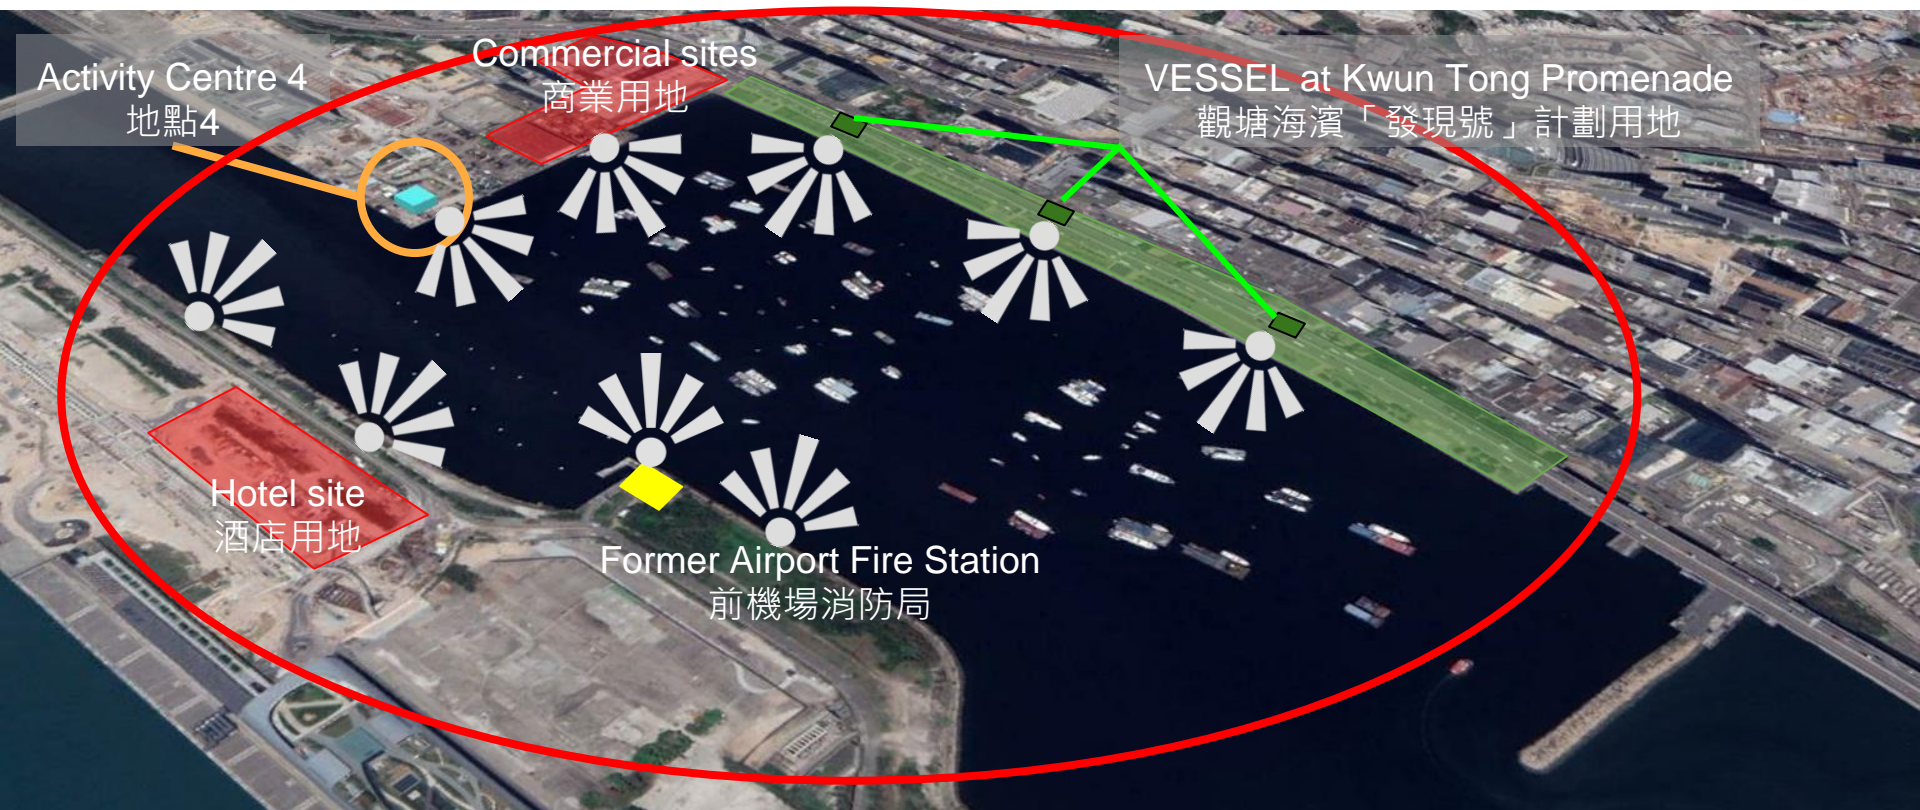 Activity Centre 4
地點4
Commercial sites
商業用地
VESSEL at Kwun Tong Promenade
觀塘海濱「發現號」計劃用地
Hotel site
酒店用地
Former Airport Fire Station
前機場消防局